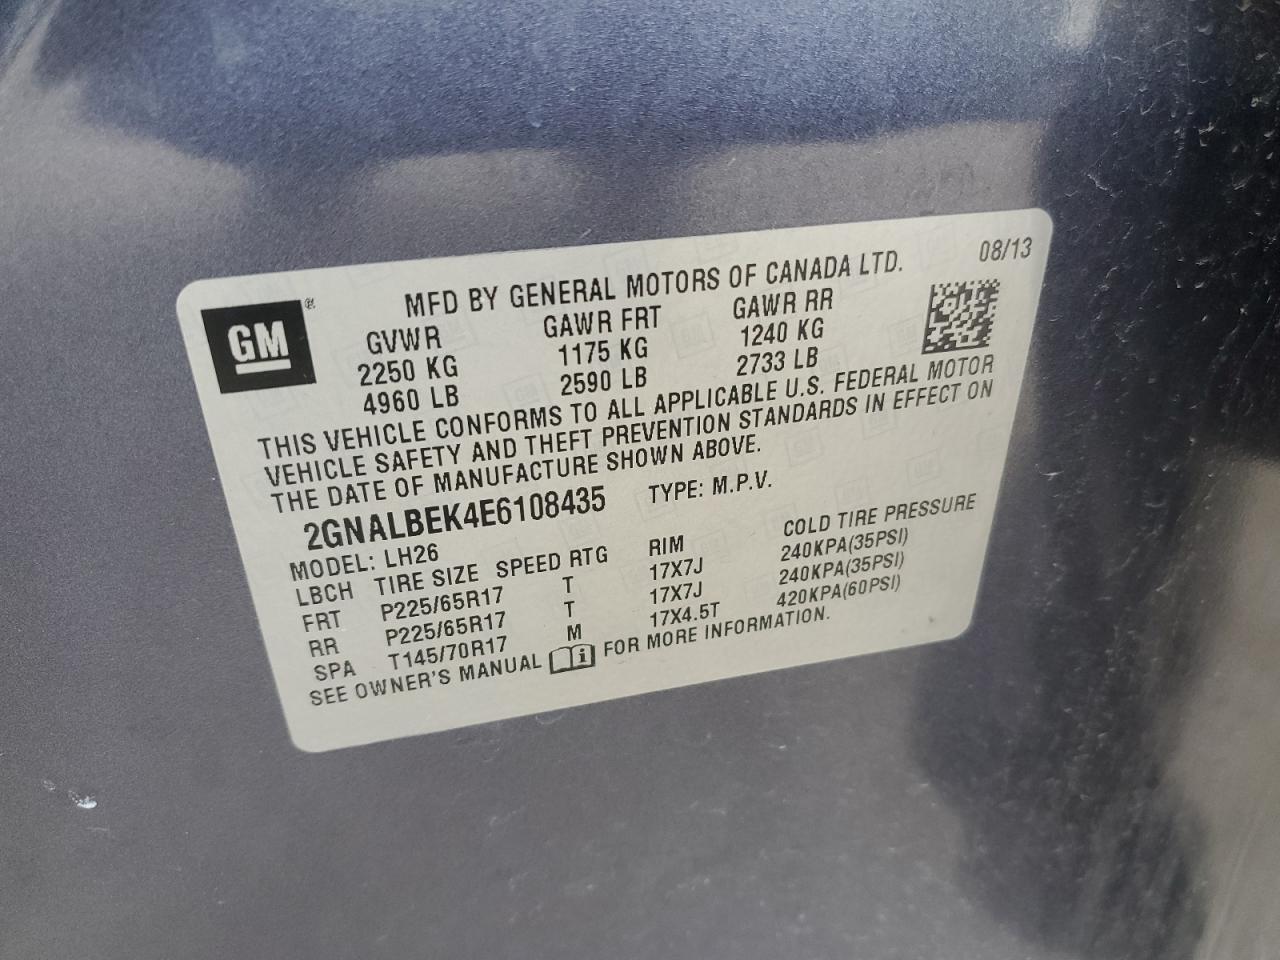 MFD BY GENERAL MOTORS OF CANADA LTD. 08/13
GM ®
GVWR GAWR FRT GAWR RR
2250 KG 1175 KG 1240 KG
4960 LB 2590 LB 2733 LB
THIS VEHICLE CONFORMS TO ALL APPLICABLE U.S. FEDERAL MOTOR
VEHICLE SAFETY AND THEFT PREVENTION STANDARDS IN EFFECT ON
THE DATE OF MANUFACTURE SHOWN ABOVE.
2GNALBEK4E6108435 TYPE: M.P.V.
MODEL: LH26
LBCH TIRE SIZE SPEED RTG RIM COLD TIRE PRESSURE
FRT P225/65R17 T 17X7J 240KPA(35PSI)
RR P225/65R17 T 17X7J 240KPA(35PSI)
SPA T145/70R17 M 17X4.5T 420KPA(60PSI)
SEE OWNER'S MANUAL i FOR MORE INFORMATION.